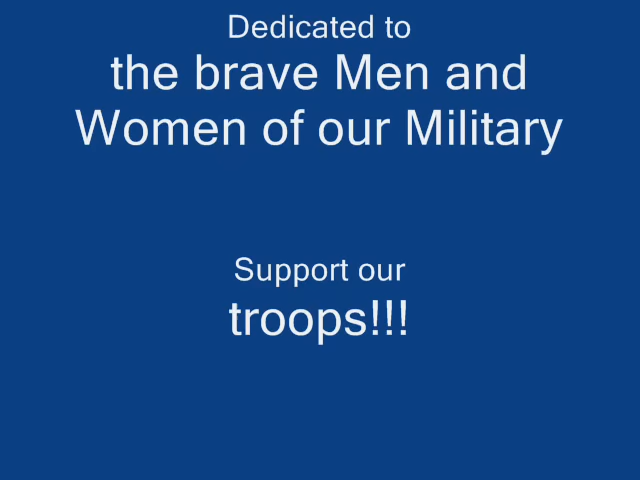 Dedicated to
the brave Men and
Women of our Military
Support our
troops!!!